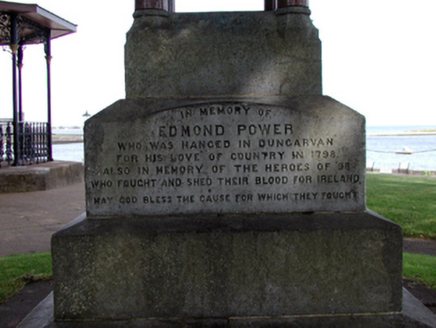 IN MEMORY OF
EDMOND POWER
WHO WAS HANGED IN DUNGARVAN
FOR HIS LOVE OF COUNTRY IN 1798.
ALSO IN MEMORY OF THE HEROES OF 98
WHO FOUGHT AND SHED THEIR BLOOD FOR IRELAND
MAY GOD BLESS THE CAUSE FOR WHICH THEY FOUGHT